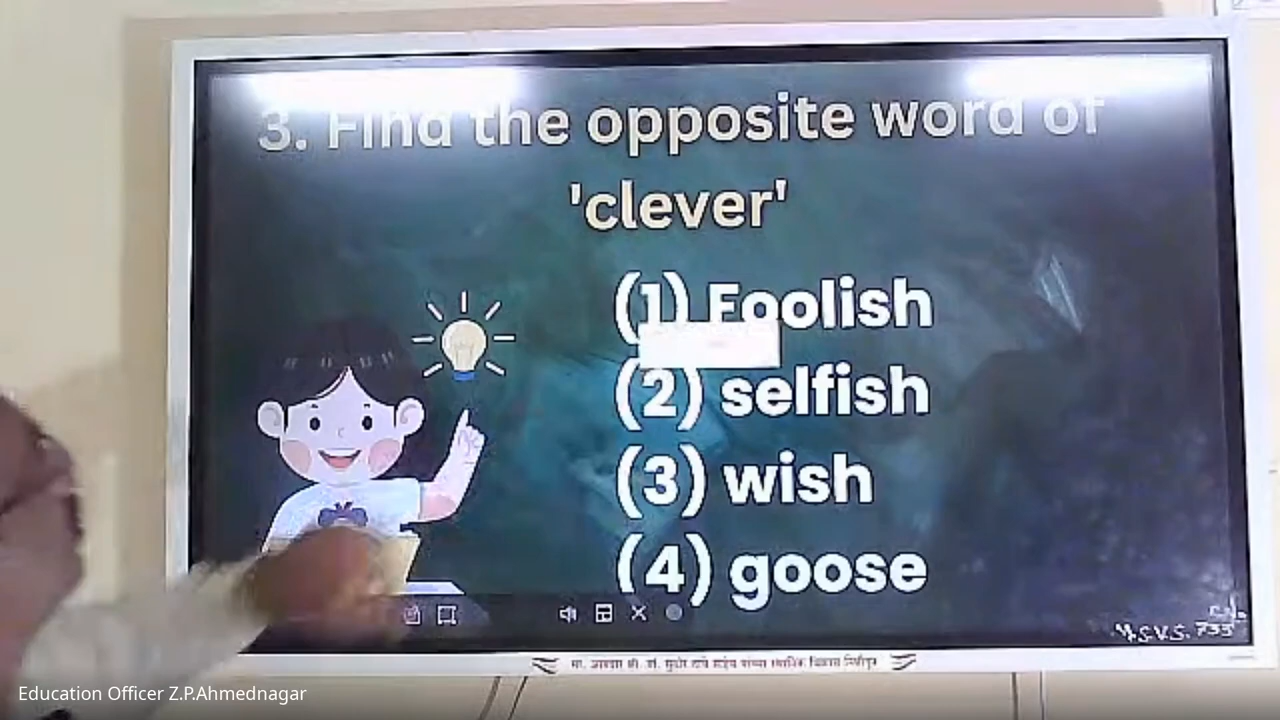 3. Find the opposite word of
'clever'
(1) Foolish
(2) selfish
(3) wish
(4) goose
Education Officer Z.P.Ahmednagar